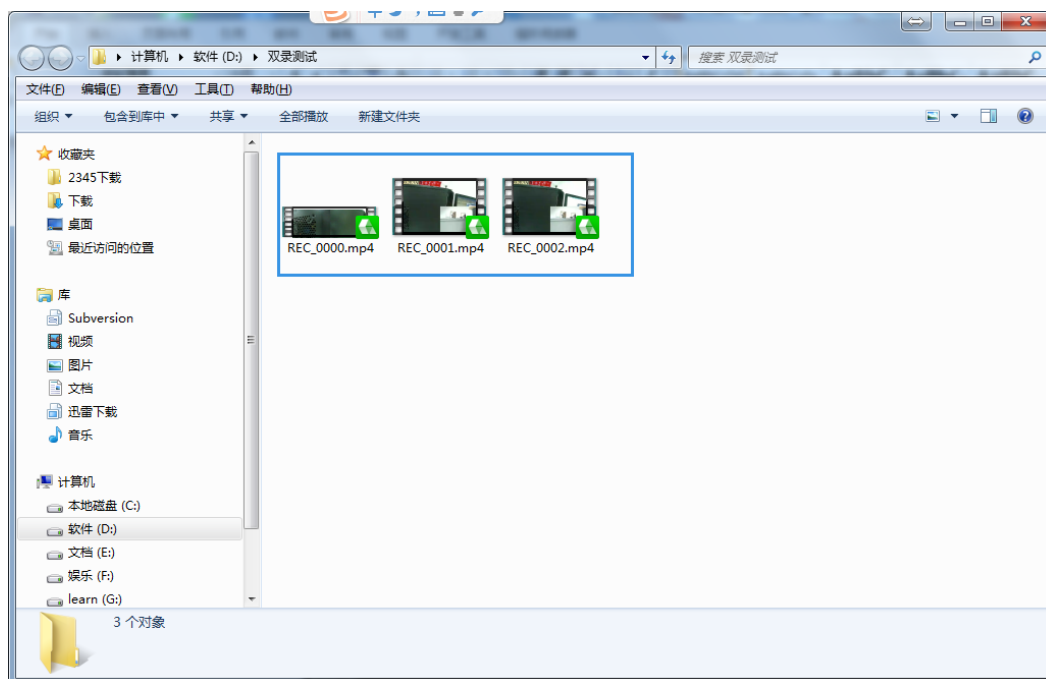 中
计算机 软件 (D:) 双录测试
搜索 双录测试
文件(F) 编辑(E) 查看(V) 工具(T) 帮助(H)
组织 包含到库中 共享 全部播放 新建文件夹
收藏夹
2345下载
下载
桌面
最近访问的位置
库
Subversion
视频
图片
文档
迅雷下载
音乐
计算机
本地磁盘 (C:)
软件 (D:)
文档 (E:)
娱乐 (F:)
learn (G:)
REC_0000.mp4 REC_0001.mp4 REC_0002.mp4
3 个对象